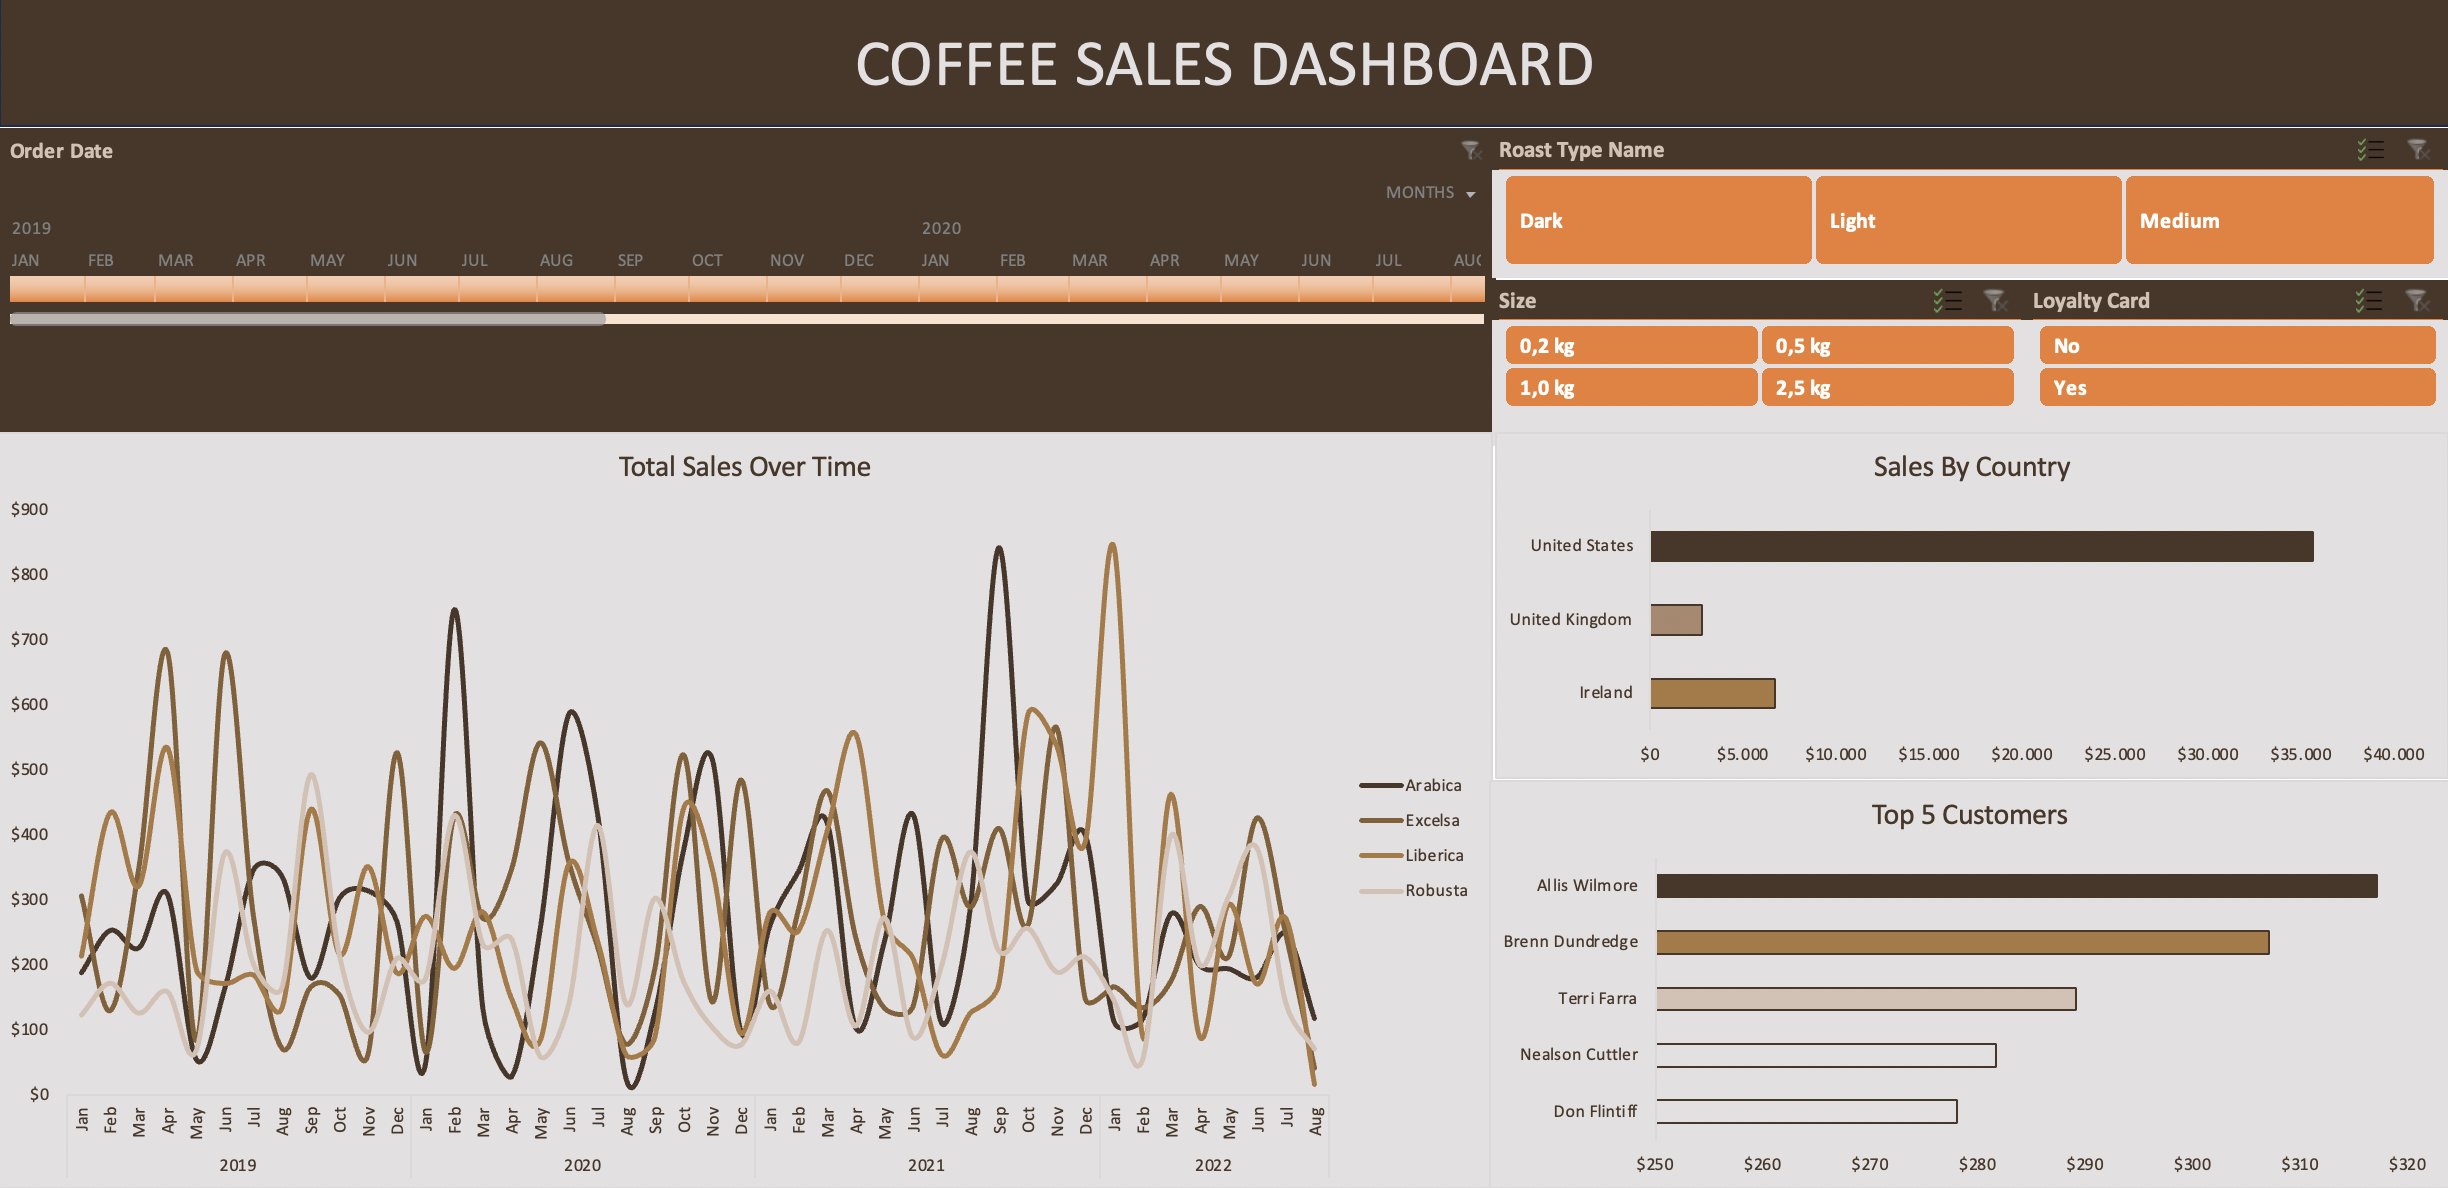 COFFEE SALES DASHBOARD
Order Date
MONTHS
2019 2020
JAN FEB MAR APR MAY JUN JUL AUG SEP OCT NOV DEC JAN FEB MAR APR MAY JUN JUL AUG
Roast Type Name
Dark Light Medium
Size
0,2 kg 0,5 kg
1,0 kg 2,5 kg
Loyalty Card
No
Yes
Total Sales Over Time
$900
$800
$700
$600
$500
$400
$300
$200
$100
$0
Jan Feb Mar Apr May Jun Jul Aug Sep Oct Nov Dec Jan Feb Mar Apr May Jun Jul Aug Sep Oct Nov Dec Jan Feb Mar Apr May Jun Jul Aug Sep Oct Nov Dec Jan Feb Mar Apr May Jun Jul Aug
2019 2020 2021 2022
Arabica
Excelsa
Liberica
Robusta
Sales By Country
United States
United Kingdom
Ireland
$0 $5.000 $10.000 $15.000 $20.000 $25.000 $30.000 $35.000 $40.000
Top 5 Customers
Allis Wilmore
Brenn Dundredge
Terri Farra
Nealson Cuttler
Don Flintiff
$250 $260 $270 $280 $290 $300 $310 $320